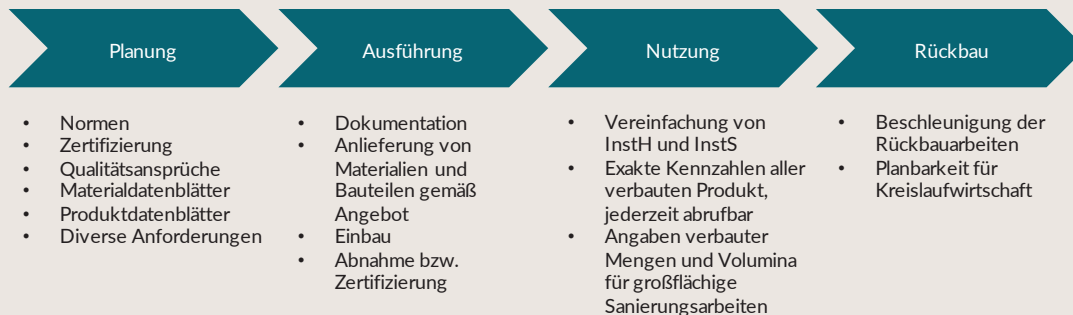 Planung
• Normen
• Zertifizierung
• Qualitätsansprüche
• Materialdatenblätter
• Produktdatenblätter
• Diverse Anforderungen
Ausführung
• Dokumentation
• Anlieferung von
Materialien und
Bauteilen gemäß
Angebot
• Einbau
• Abnahme bzw.
Zertifizierung
Nutzung
• Vereinfachung von
InstH und InstS
• Exakte Kennzahlen aller
verbauten Produkt,
jederzeit abrufbar
• Angaben verbauter
Mengen und Volumina
für großflächige
Sanierungsarbeiten
Rückbau
• Beschleunigung der
Rückbauarbeiten
• Planbarkeit für
Kreislaufwirtschaft